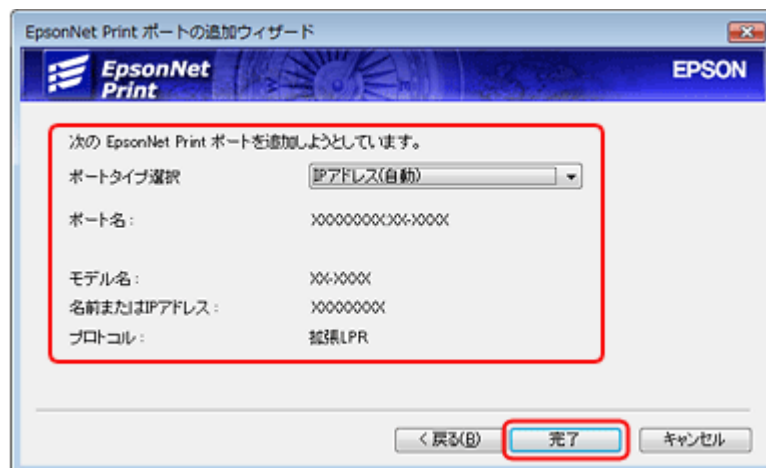 EpsonNet Print ポートの追加ウィザード
EpsonNet
Print
EPSON
次の EpsonNet Print ポートを追加しようとしています。
ポートタイプ選択 IPアドレス(自動)
ポート名: XXXXXXXX:XX-XXXX
モデル名: XX-XXXX
名前またはIPアドレス: XXXXXXXX
プロトコル: 拡張LPR
< 戻る(B) 完了 キャンセル